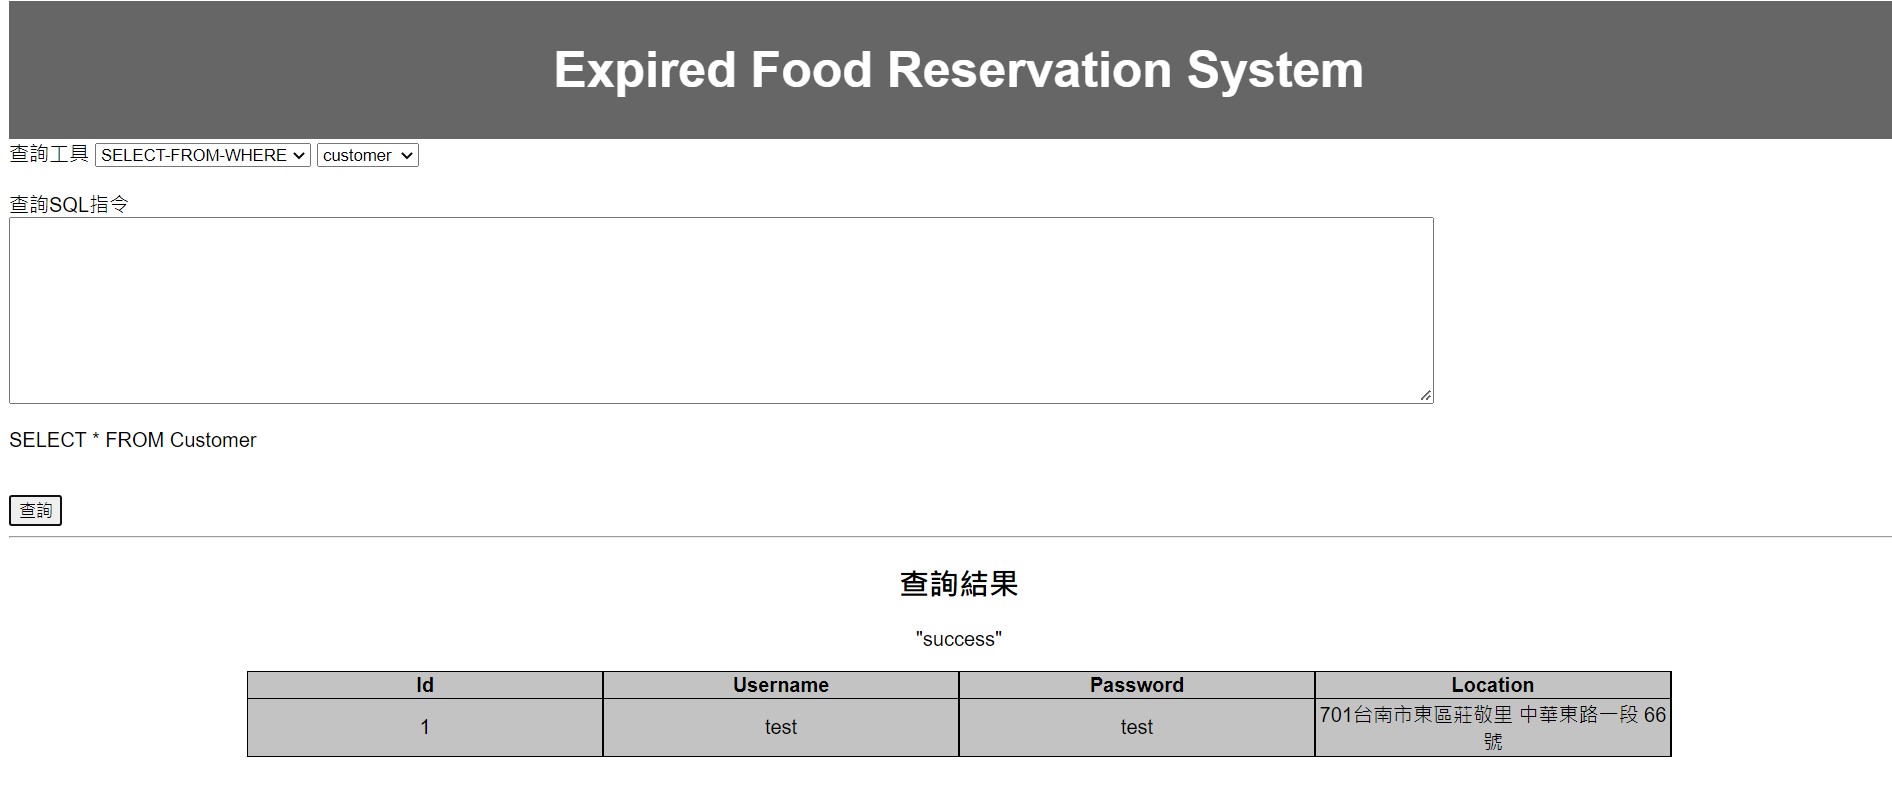 Expired Food Reservation System
查詢工具 SELECT-FROM-WHERE customer
查詢SQL指令
SELECT * FROM Customer
查詢
查詢結果
"success"
Id Username Password Location
1 test test 701台南市東區莊敬里 中華東路一段 66
號